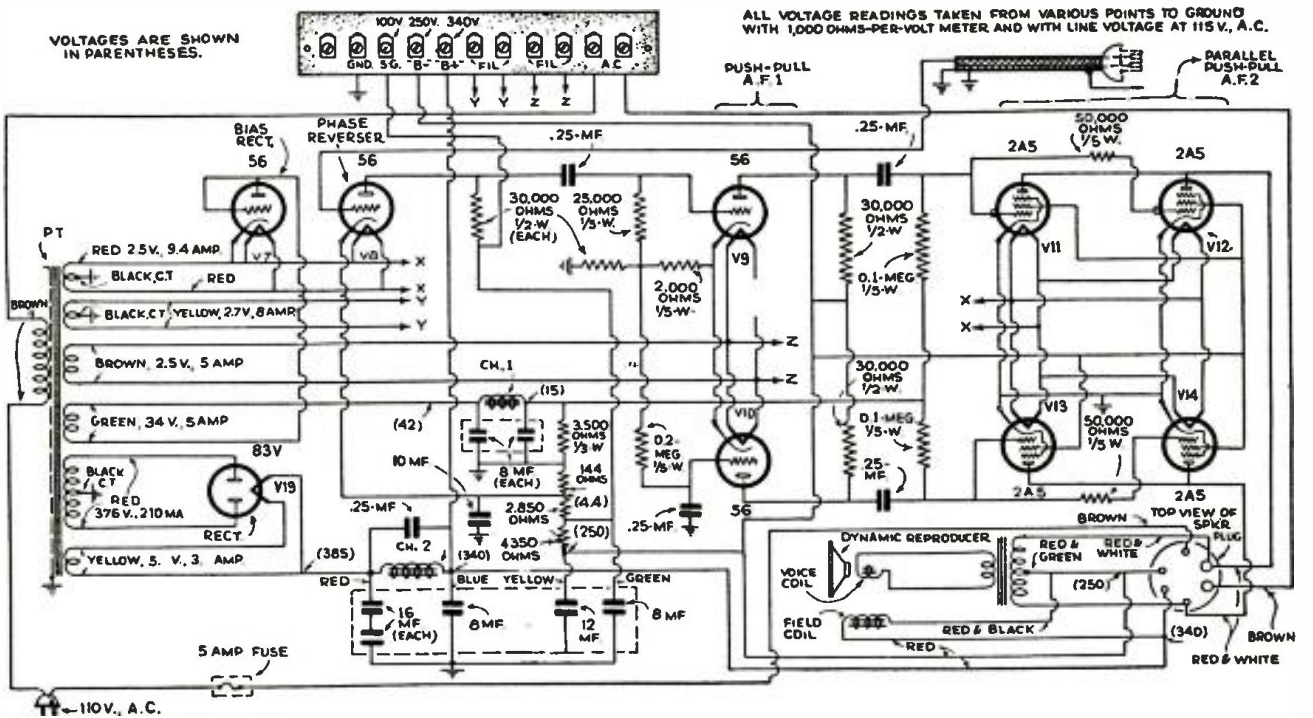 VOLTAGES ARE SHOWN
IN PARENTHESES.
100V. 250V. 340V.
GND. SG. B- B+ FIL FIL A.C
Y Y Z Z
ALL VOLTAGE READINGS TAKEN FROM VARIOUS POINTS TO GROUND
WITH 1,000 OHMS-PER-VOLT METER AND WITH LINE VOLTAGE AT 115 V., A.C.
PUSH-PULL
A.F.1
PARALLEL
PUSH-PULL
A.F.2
BIAS
RECT.
56
PHASE
REVERSER
56
.25-MF.
56
.25-MF.
50,000
OHMS
1/5 W.
2A5
2A5
30,000
OHMS
1/2-W
(EACH)
25,000
OHMS
1/5-W.
30,000
OHMS
1/2-W
0.1-MEG
1/5-W.
2,000
OHMS
1/5-W.
V7
V8
V9
V11
V12
PT
RED 2.5V., 9.4 AMP.
BLACK, C.T
RED
BROWN
BLACK, CT
YELLOW, 2.7V, 8 AMP.
BROWN, 2.5 V., 5 AMP
GREEN, 34 V., 5 AMP
X
X
Y
Y
Z
Z
X
X
CH. 1
(15)
(42)
30,000
OHMS
1/2-W.
0.1-MEG
1/5-W.
.25-
MF.
V10
V13
V14
50,000
OHMS
1/5 W
83V
V19
RECT.
BLACK
CT
RED
376 V., 210 MA
YELLOW, 5. V., 3. AMP.
(385)
8 MF
(EACH)
10 MF
3,500
OHMS
1/3-W
144
OHMS
(44)
2,850
OHMS
(250)
4350
OHMS
0.2-
MEG
1/5-W
.25-MF.
56
2A5
2A5
.25-MF.
CH. 2
(340)
RED
BLUE
YELLOW
GREEN
16
MF
(EACH)
8 MF
12
MF
8 MF
BROWN
TOP VIEW OF
SPKR
PLUG
DYNAMIC REPRODUCER
RED &
GREEN
RED &
WHITE
VOICE
COIL
(250)
FIELD
COIL
RED & BLACK
RED
(340)
BROWN
RED & WHITE
5 AMP FUSE
110 V., A.C.